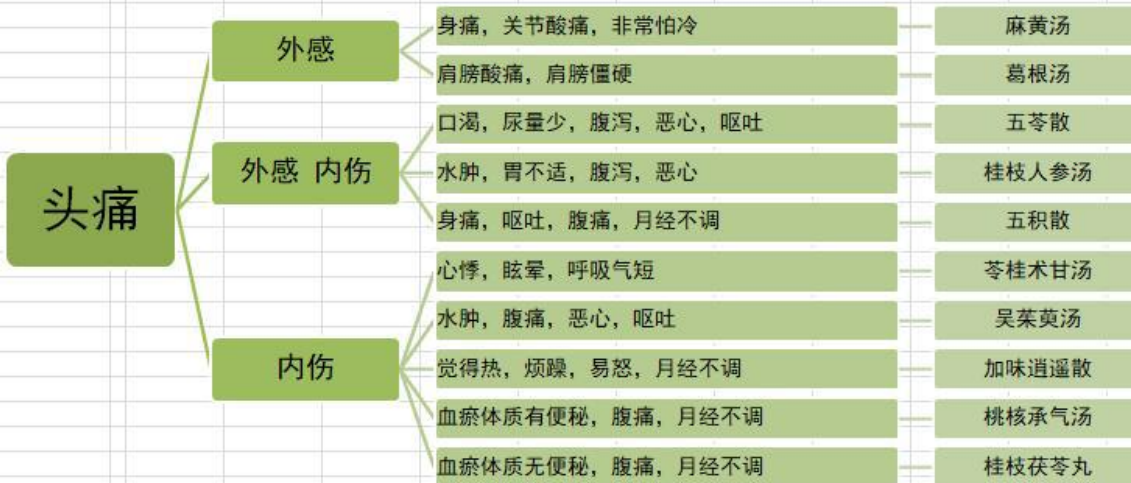 头痛
外感
身痛，关节酸痛，非常怕冷
麻黄汤
肩膀酸痛，肩膀僵硬
葛根汤
外感 内伤
口渴，尿量少，腹泻，恶心，呕吐
五苓散
水肿，胃不适，腹泻，恶心
桂枝人参汤
身痛，呕吐，腹痛，月经不调
五积散
内伤
心悸，眩晕，呼吸气短
苓桂术甘汤
水肿，腹痛，恶心，呕吐
吴茱萸汤
觉得热，烦躁，易怒，月经不调
加味逍遥散
血瘀体质有便秘，腹痛，月经不调
桃核承气汤
血瘀体质无便秘，腹痛，月经不调
桂枝茯苓丸